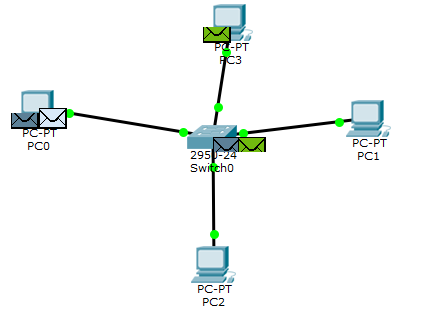 PC-PT
PC3
PC-PT
PC0
2950-24
Switch0
PC-PT
PC1
PC-PT
PC2